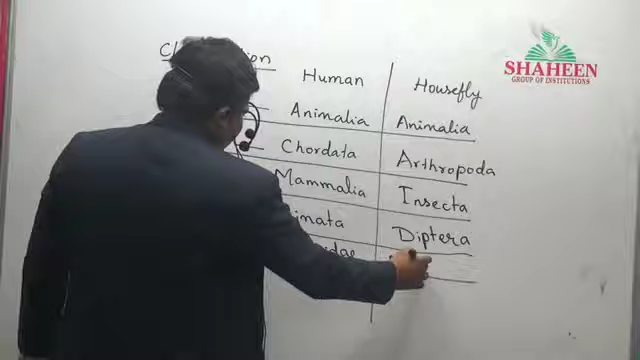 Human Housefly
SHAHEEN
GROUP OF INSTITUTIONS
Animalia Animalia
Chordata Arthropoda
Mammalia Insecta
Diptera